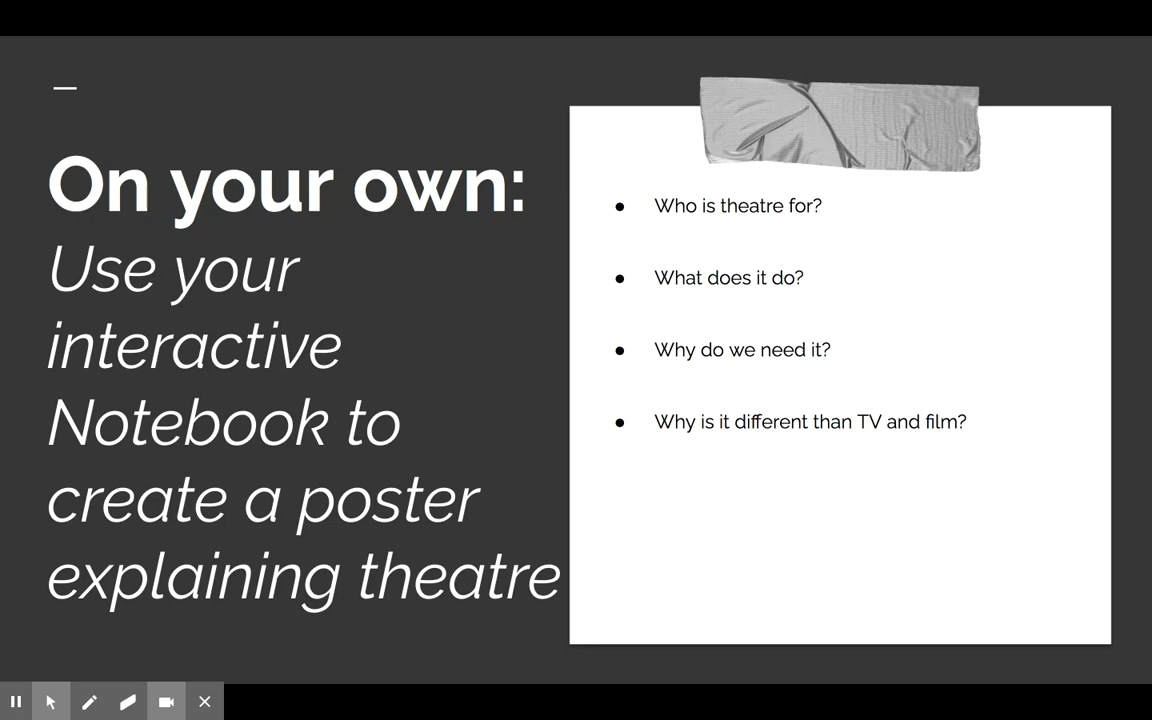 On your own:
Use your
interactive
Notebook to
create a poster
explaining theatre
● Who is theatre for?
● What does it do?
● Why do we need it?
● Why is it different than TV and film?